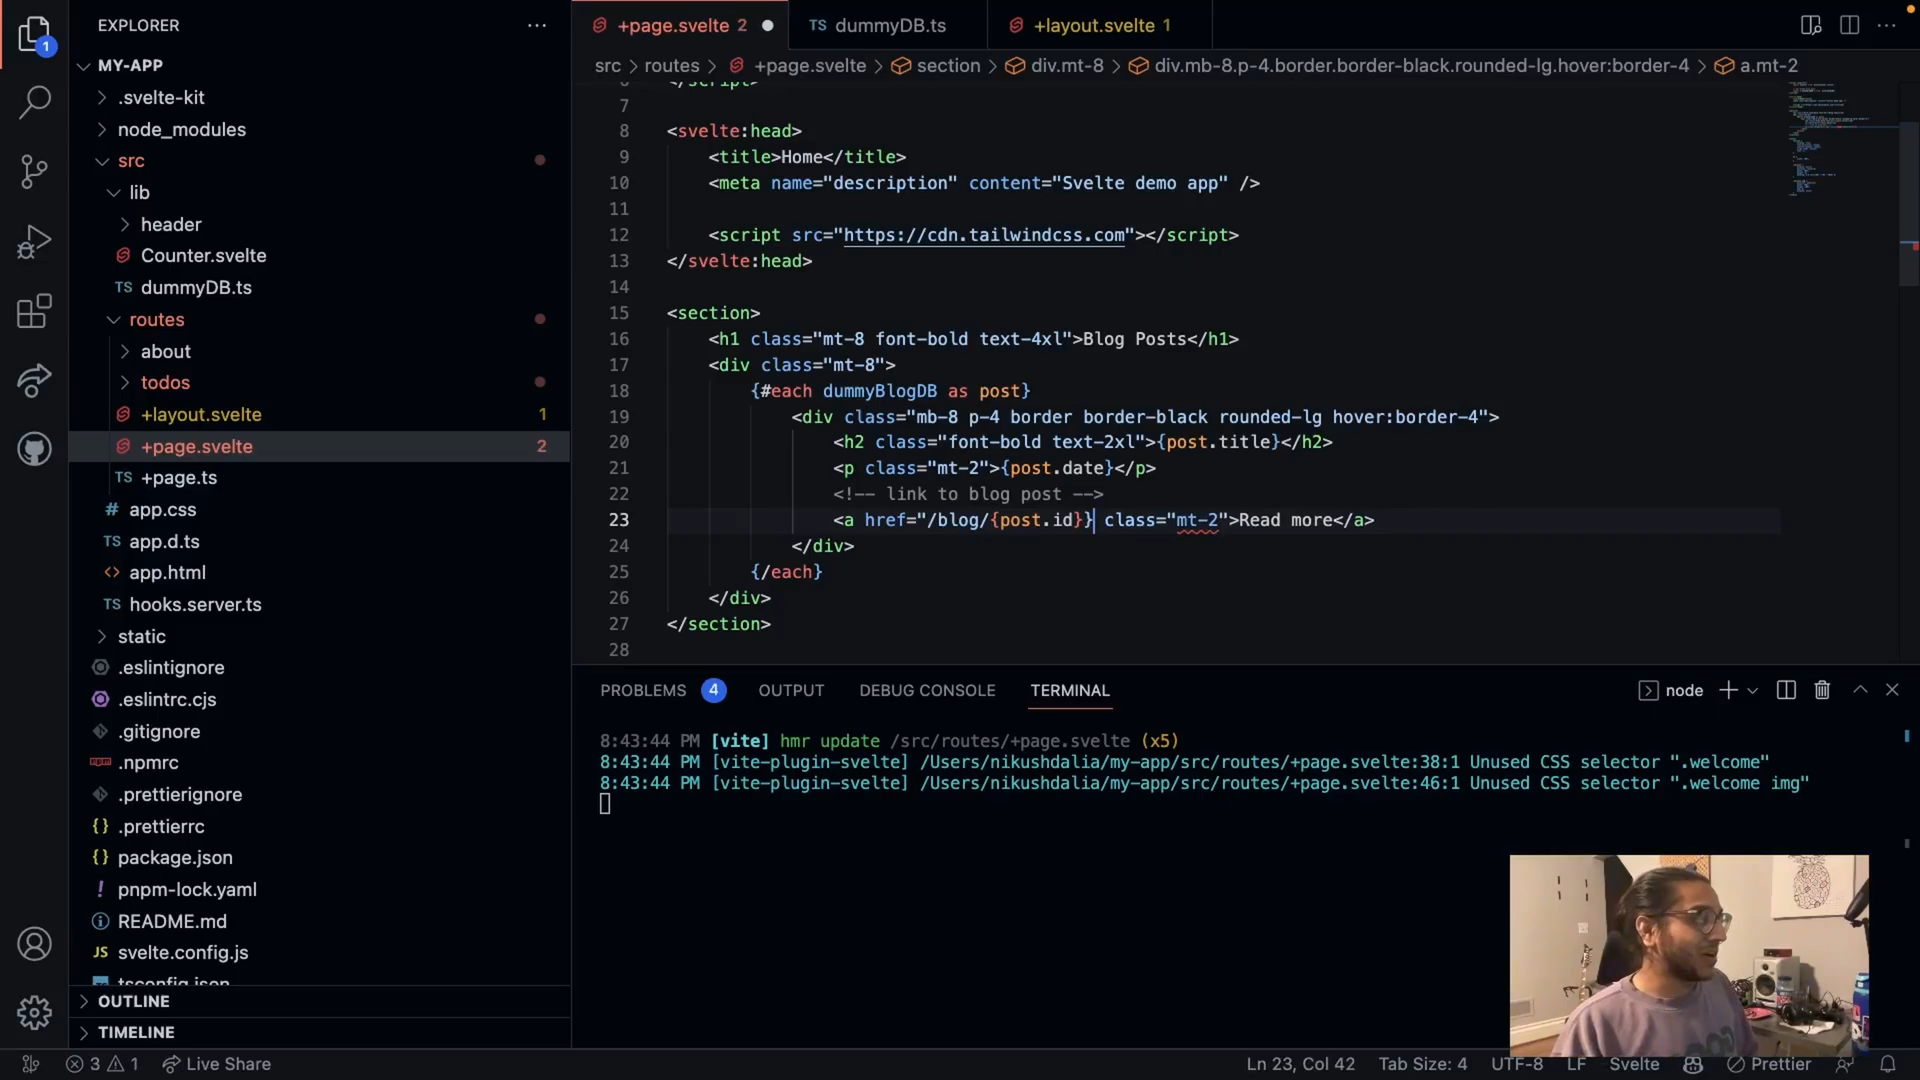 EXPLORER
+page.svelte 2
TS dummyDB.ts
+layout.svelte 1
1
MY-APP
src > routes > +page.svelte > section > div.mt-8 > div.mb-8.p-4.border.border-black.rounded-lg.hover:border-4 > a.mt-2
.svelte-kit
node_modules
src
lib
header
Counter.svelte
TS dummyDB.ts
routes
about
todos
+layout.svelte 1
+page.svelte 2
TS +page.ts
# app.css
TS app.d.ts
<> app.html
TS hooks.server.ts
static
.eslintignore
.eslintrc.cjs
.gitignore
.npmrc
.prettierignore
{} .prettierrc
{} package.json
! pnpm-lock.yaml
README.md
JS svelte.config.js
tsconfig.json
OUTLINE
TIMELINE
</script>
7
8 <svelte:head>
9 <title>Home</title>
10 <meta name="description" content="Svelte demo app" />
11
12 <script src="https://cdn.tailwindcss.com"></script>
13 </svelte:head>
14
15 <section>
16 <h1 class="mt-8 font-bold text-4xl">Blog Posts</h1>
17 <div class="mt-8">
18 {#each dummyBlogDB as post}
19 <div class="mb-8 p-4 border border-black rounded-lg hover:border-4">
20 <h2 class="font-bold text-2xl">{post.title}</h2>
21 <p class="mt-2">{post.date}</p>
22 <!-- link to blog post -->
23 <a href="/blog/{post.id}} class="mt-2">Read more</a>
24 </div>
25 {/each}
26 </div>
27 </section>
28
PROBLEMS 4 OUTPUT DEBUG CONSOLE TERMINAL
node
8:43:44 PM [vite] hmr update /src/routes/+page.svelte (x5)
8:43:44 PM [vite-plugin-svelte] /Users/nikushdalia/my-app/src/routes/+page.svelte:38:1 Unused CSS selector ".welcome"
8:43:44 PM [vite-plugin-svelte] /Users/nikushdalia/my-app/src/routes/+page.svelte:46:1 Unused CSS selector ".welcome img"
3 1 Live Share
Ln 23, Col 42 Tab Size: 4 UTF-8 LF Svelte Prettier